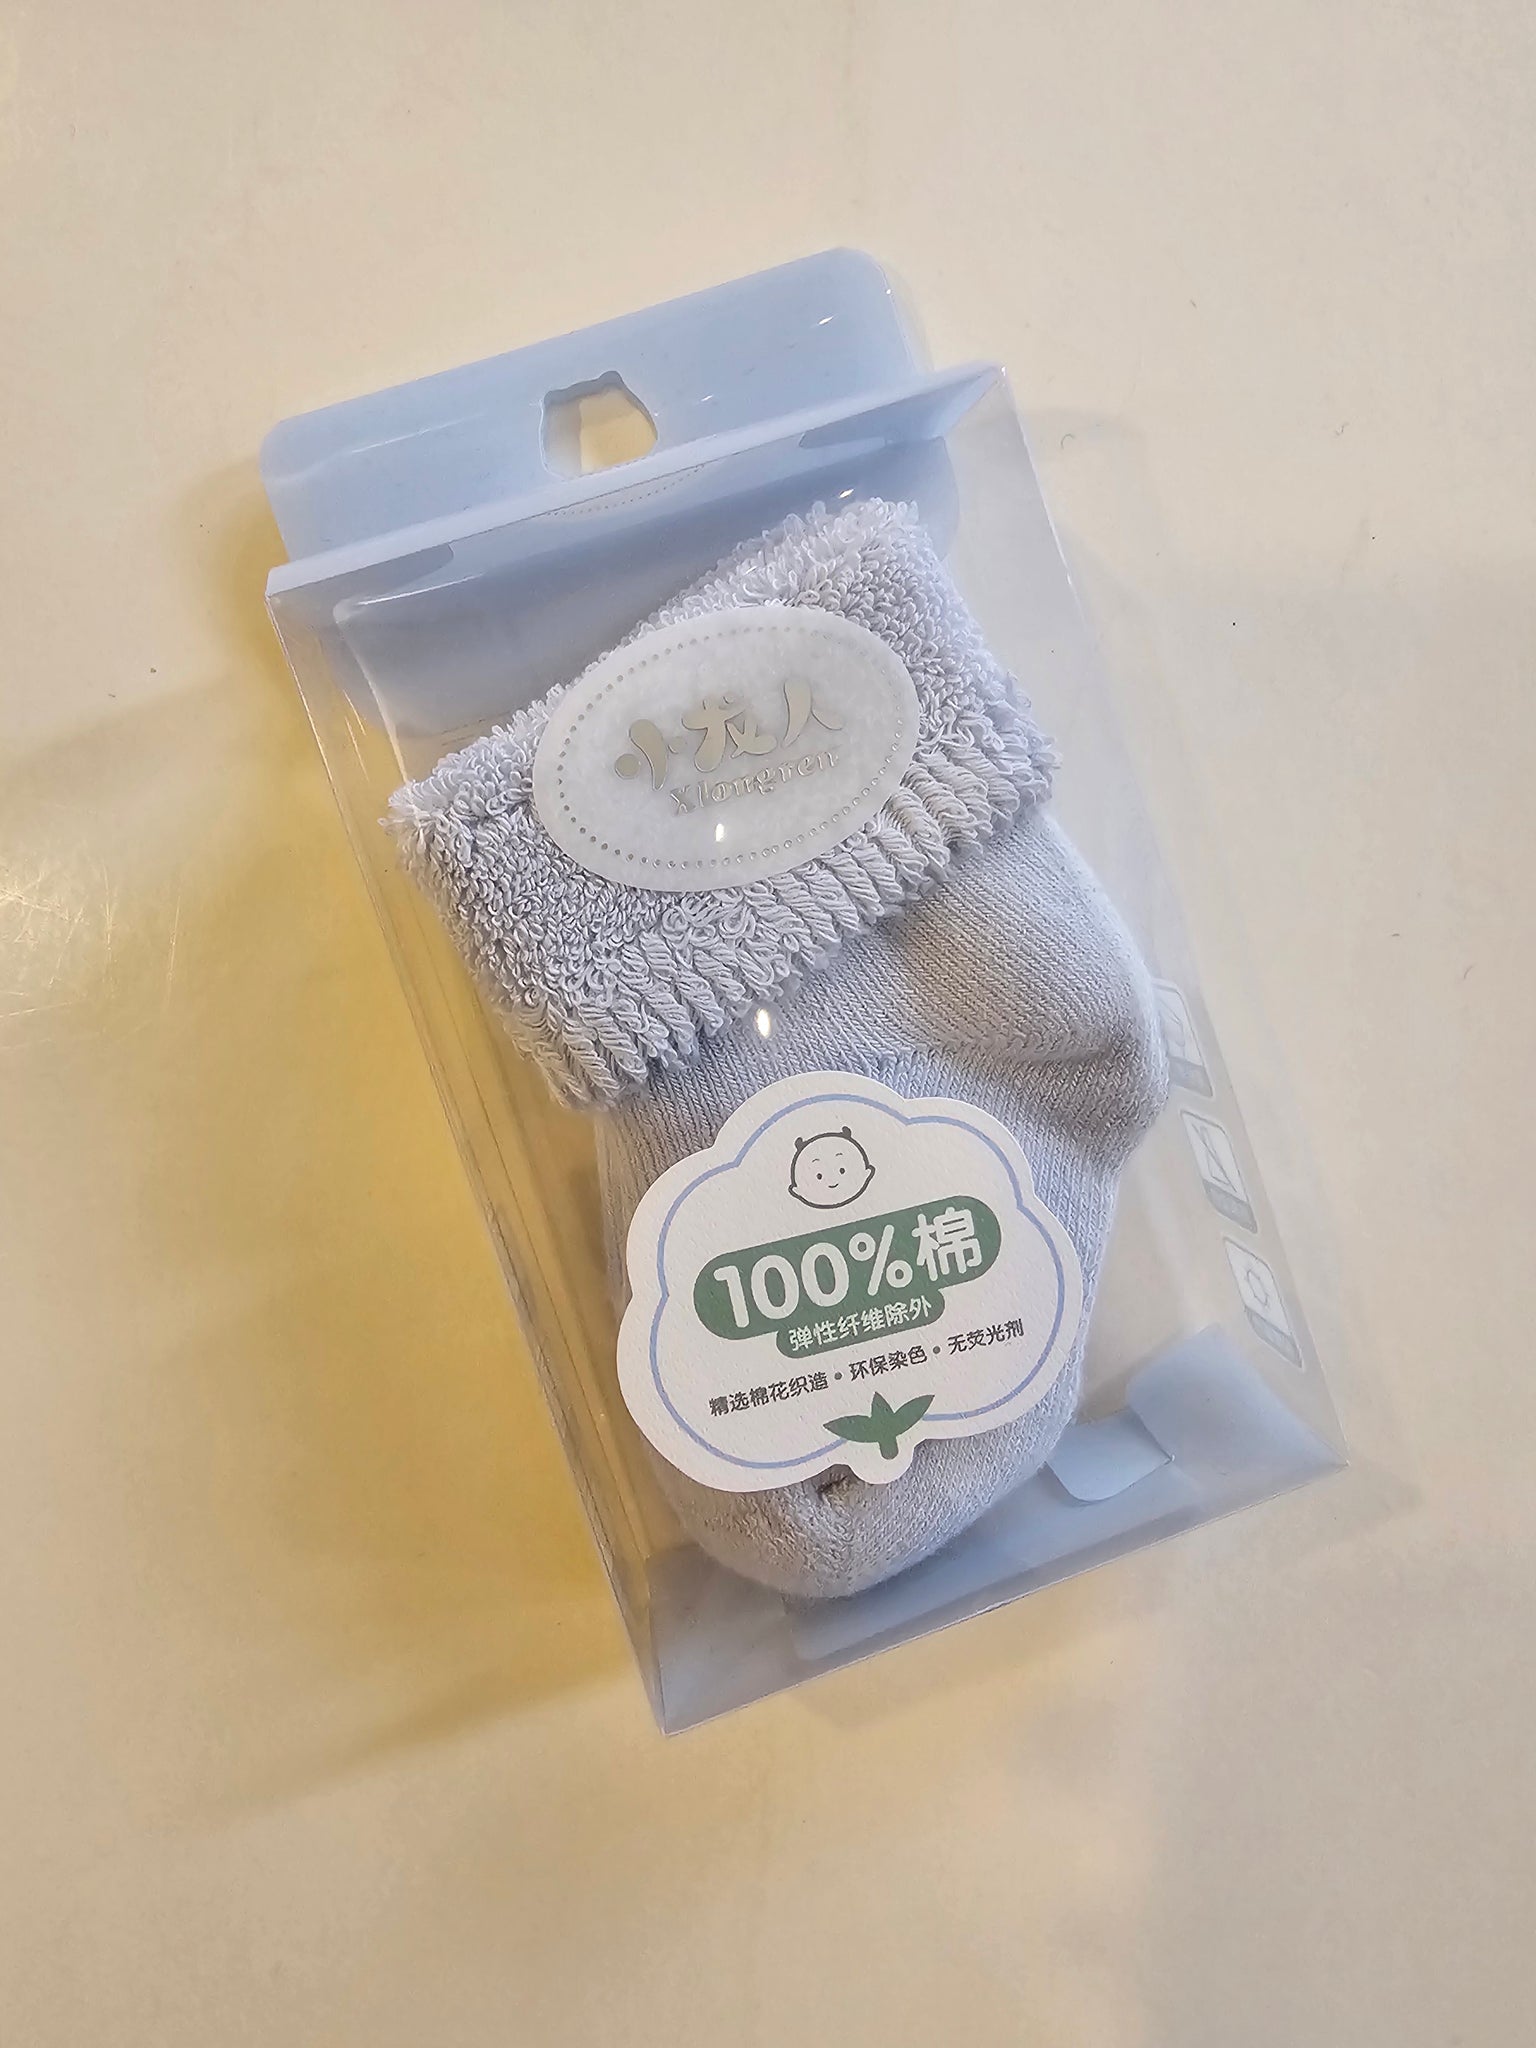 小龙人
xlongren
100%棉
弹性纤维除外
精选棉花织造·环保染色·无荧光剂